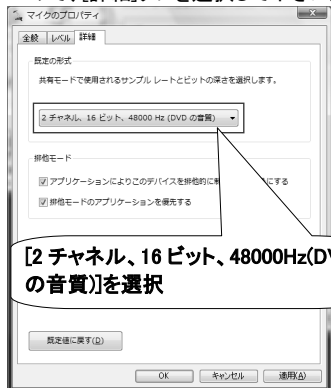 マイクのプロパティ
全般 レベル 詳細
既定の形式
共有モードで使用されるサンプル レートとビットの深さを選択します。
2 チャネル、16 ビット、48000 Hz (DVD の音質)
排他モード
アプリケーションによりこのデバイスを排他的に にする
排他モードのアプリケーションを優先する
[2 チャネル、16 ビット、48000Hz(DV
の音質)]を選択
既定値に戻す(D)
OK キャンセル 適用(A)